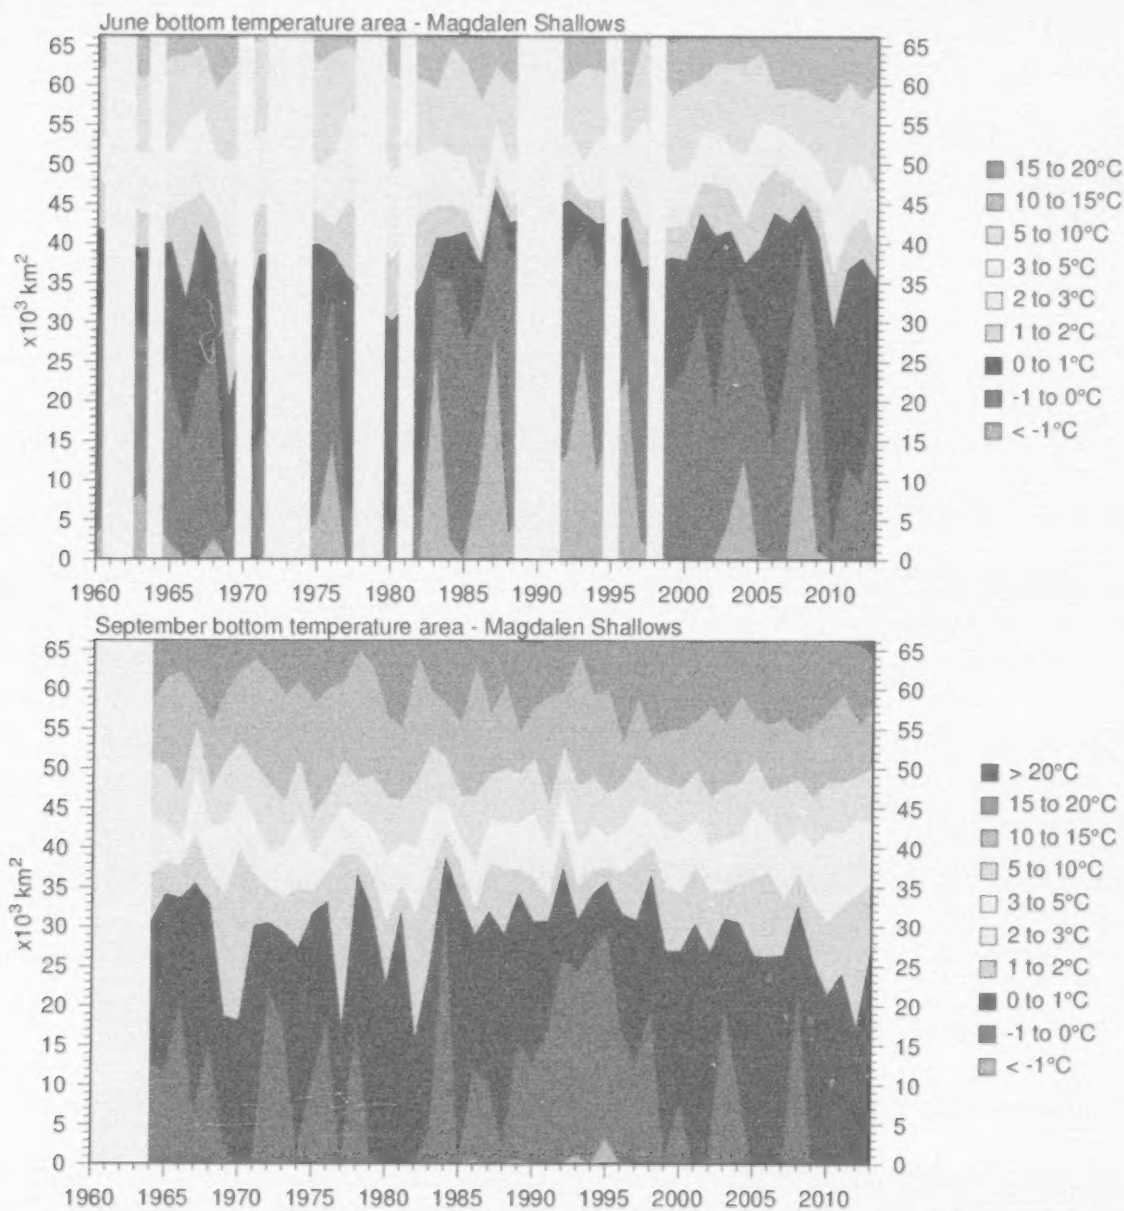 June bottom temperature area - Magdalen Shallows
65
60
55
50
45
40
35
30
25
20
15
10
5
0
x10³ km²
65
60
55
50
45
40
35
30
25
20
15
10
5
0
1960 1965 1970 1975 1980 1985 1990 1995 2000 2005 2010
15 to 20°C
10 to 15°C
5 to 10°C
3 to 5°C
2 to 3°C
1 to 2°C
0 to 1°C
-1 to 0°C
< -1°C
September bottom temperature area - Magdalen Shallows
65
60
55
50
45
40
35
30
25
20
15
10
5
0
x10³ km²
65
60
55
50
45
40
35
30
25
20
15
10
5
0
1960 1965 1970 1975 1980 1985 1990 1995 2000 2005 2010
> 20°C
15 to 20°C
10 to 15°C
5 to 10°C
3 to 5°C
2 to 3°C
1 to 2°C
0 to 1°C
-1 to 0°C
< -1°C